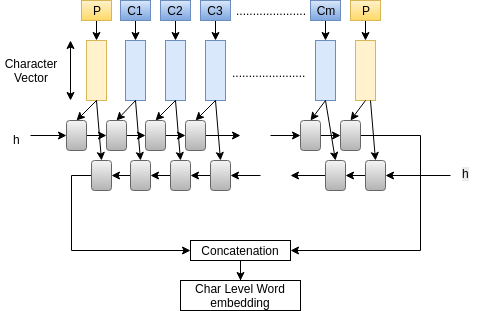 P C1 C2 C3 Cm P
Character
Vector
h
h
Concatenation
Char Level Word
embedding